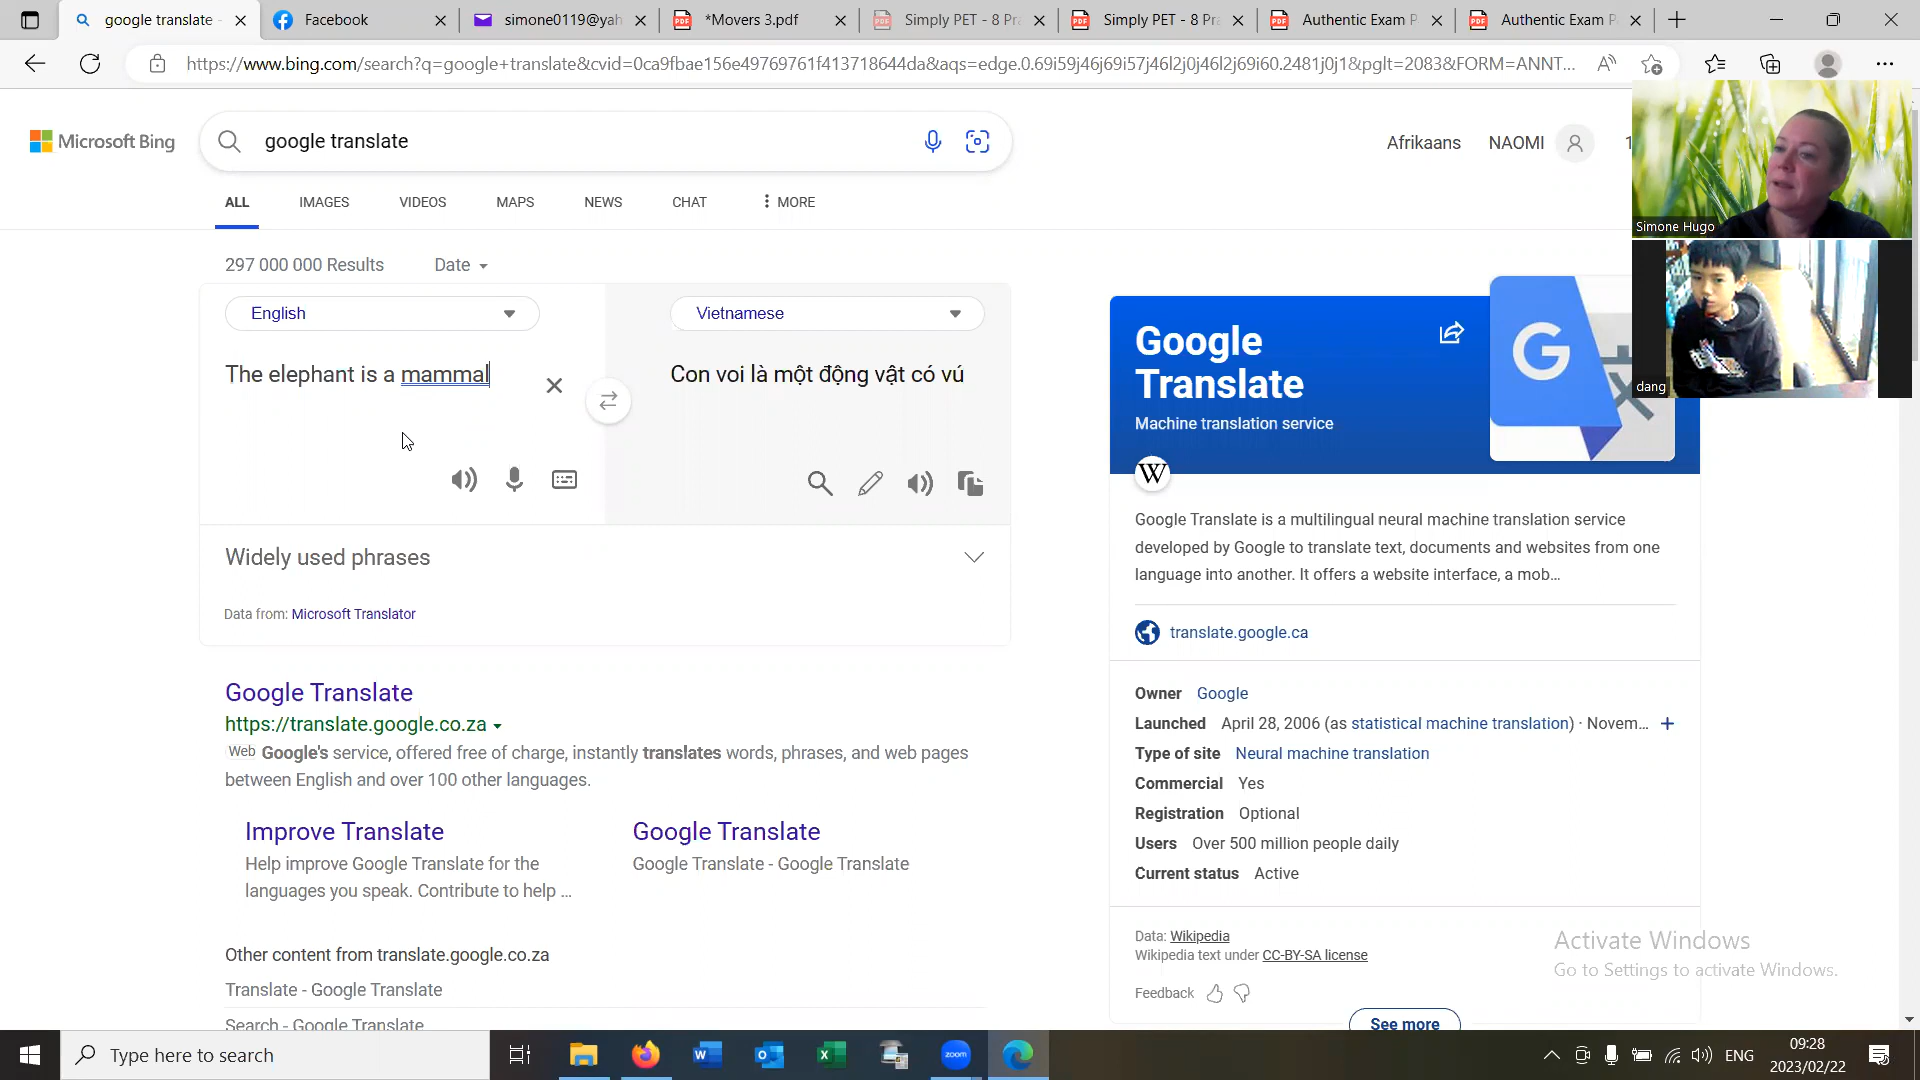 google translate -
Facebook
simone0119@yah
*Movers 3.pdf
Simply PET - 8 Pra
Simply PET - 8 Pra
Authentic Exam P
Authentic Exam P
https://www.bing.com/search?q=google+translate&cvid=0ca9fbae156e49769761f413718644da&aqs=edge.0.69i59j46j69i57j46l2j0j46l2j69i60.2481j0j1&pglt=2083&FORM=ANNT...
Microsoft Bing
google translate
Afrikaans
NAOMI
1
ALL
IMAGES
VIDEOS
MAPS
NEWS
CHAT
MORE
Simone Hugo
dang
297 000 000 Results
Date
English
Vietnamese
The elephant is a mammal
Con voi là một động vật có vú
Widely used phrases
Data from: Microsoft Translator
Google Translate
https://translate.google.co.za
Web Google's service, offered free of charge, instantly translates words, phrases, and web pages
between English and over 100 other languages.
Improve Translate
Help improve Google Translate for the
languages you speak. Contribute to help ...
Google Translate
Google Translate - Google Translate
Other content from translate.google.co.za
Translate - Google Translate
Search - Google Translate
Google
Translate
Machine translation service
G
W
Google Translate is a multilingual neural machine translation service
developed by Google to translate text, documents and websites from one
language into another. It offers a website interface, a mob...
translate.google.ca
Owner Google
Launched April 28, 2006 (as statistical machine translation) · Novem...
Type of site Neural machine translation
Commercial Yes
Registration Optional
Users Over 500 million people daily
Current status Active
Data: Wikipedia
Wikipedia text under CC-BY-SA license
Feedback
See more
Activate Windows
Go to Settings to activate Windows.
Type here to search
zoom
ENG
09:28
2023/02/22